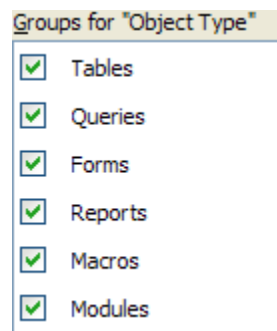 Groups for "Object Type"
Tables
Queries
Forms
Reports
Macros
Modules